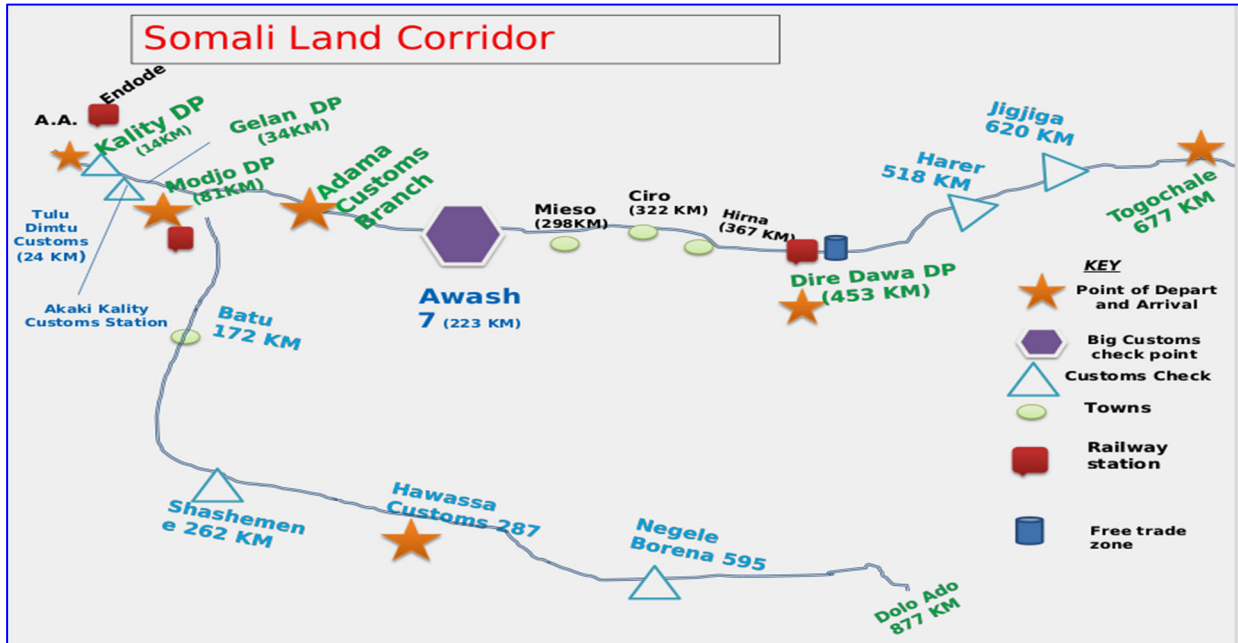 Somali Land Corridor
Endode
A.A.
Kality DP
(14KM)
Gelan DP
(34KM)
Modjo DP
(81KM)
Adama
Customs
Branch
Tulu
Dimtu
Customs
(24 KM)
Akaki Kality
Customs Station
Batu
172 KM
Awash
7 (223 KM)
Mieso
(298KM)
Ciro
(322 KM)
Hirna
(367 KM)
Dire Dawa DP
(453 KM)
Harer
518 KM
Jigjiga
620 KM
Togochale
677 KM
Shashemen
e 262 KM
Hawassa
Customs 287
Negele
Borena 595
Dolo Ado
877 KM
KEY
Point of Depart
and Arrival
Big Customs
check point
Customs Check
Towns
Railway
station
Free trade
zone